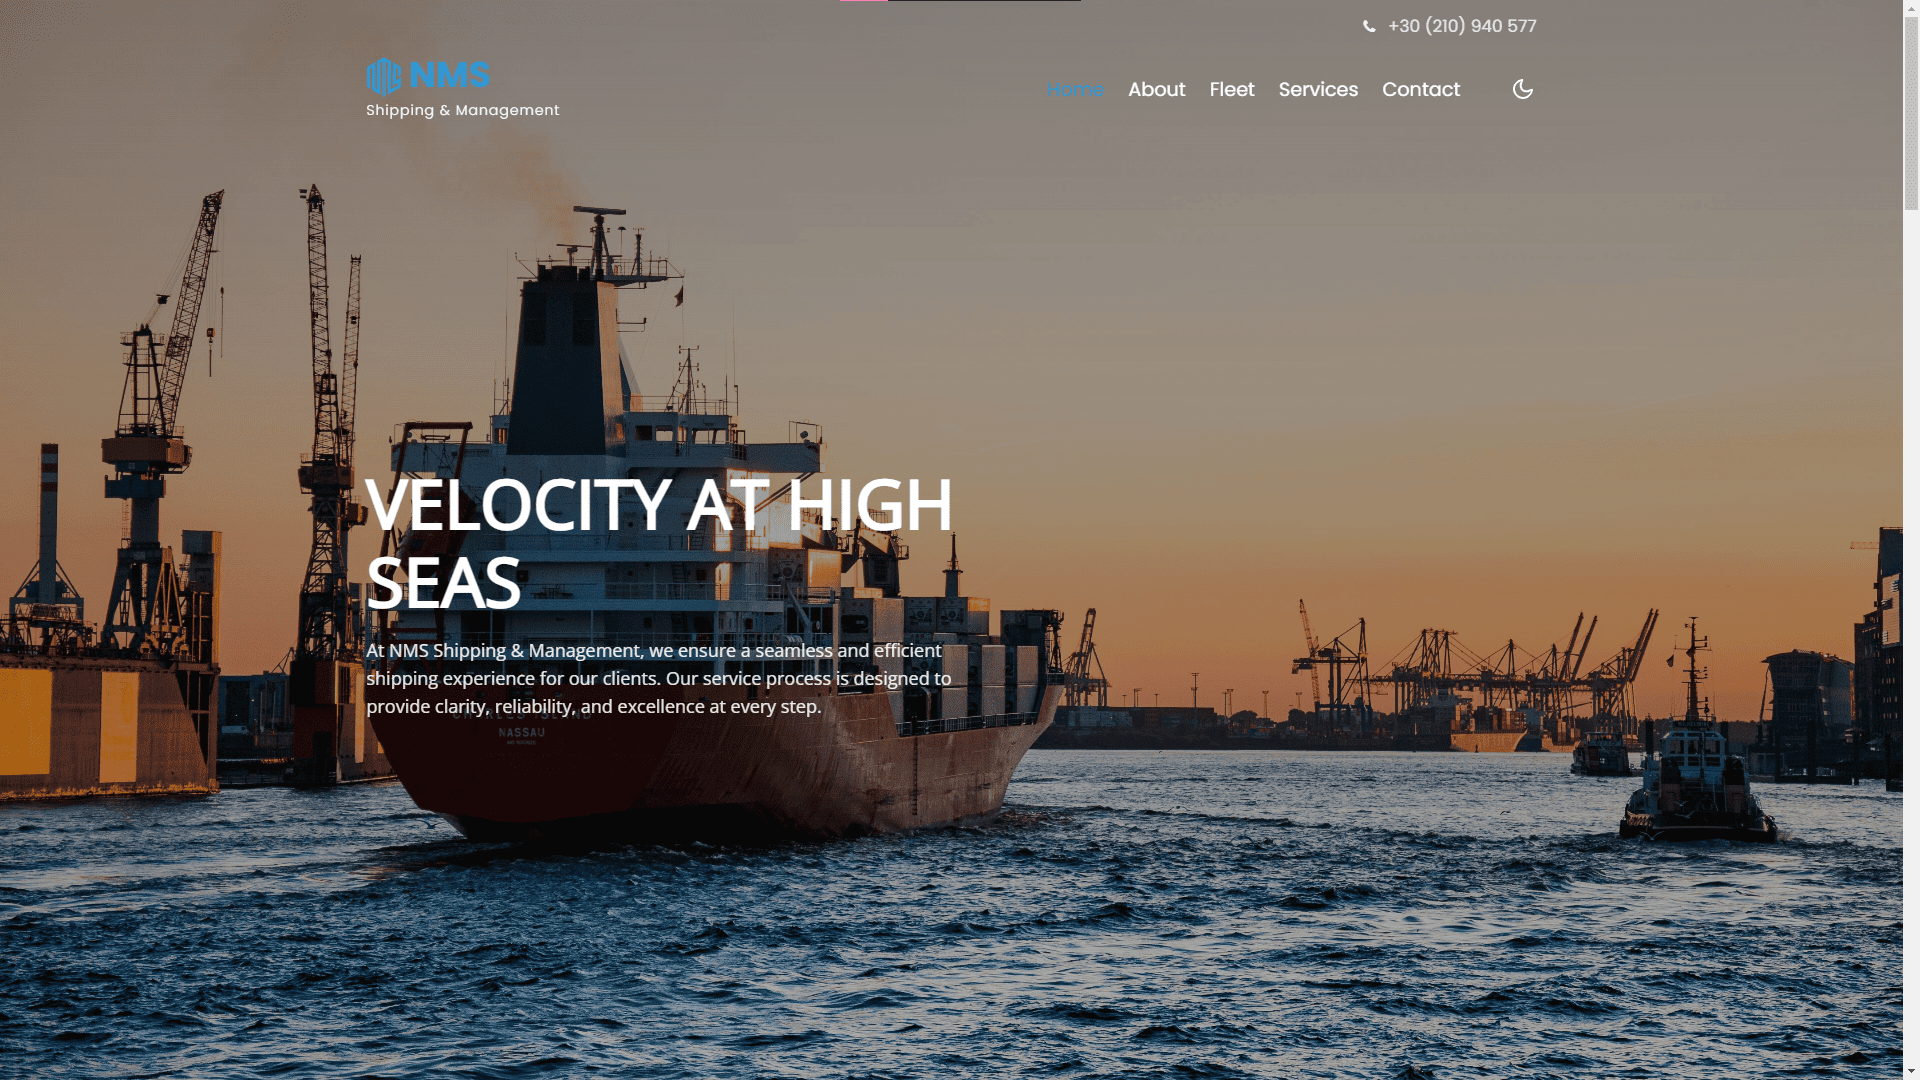 +30 (210) 940 577
NMS
Shipping & Management
Home About Fleet Services Contact
VELOCITY AT HIGH
SEAS
At NMS Shipping & Management, we ensure a seamless and efficient
shipping experience for our clients. Our service process is designed to
provide clarity, reliability, and excellence at every step.
CHARLES ISLAND
NASSAU